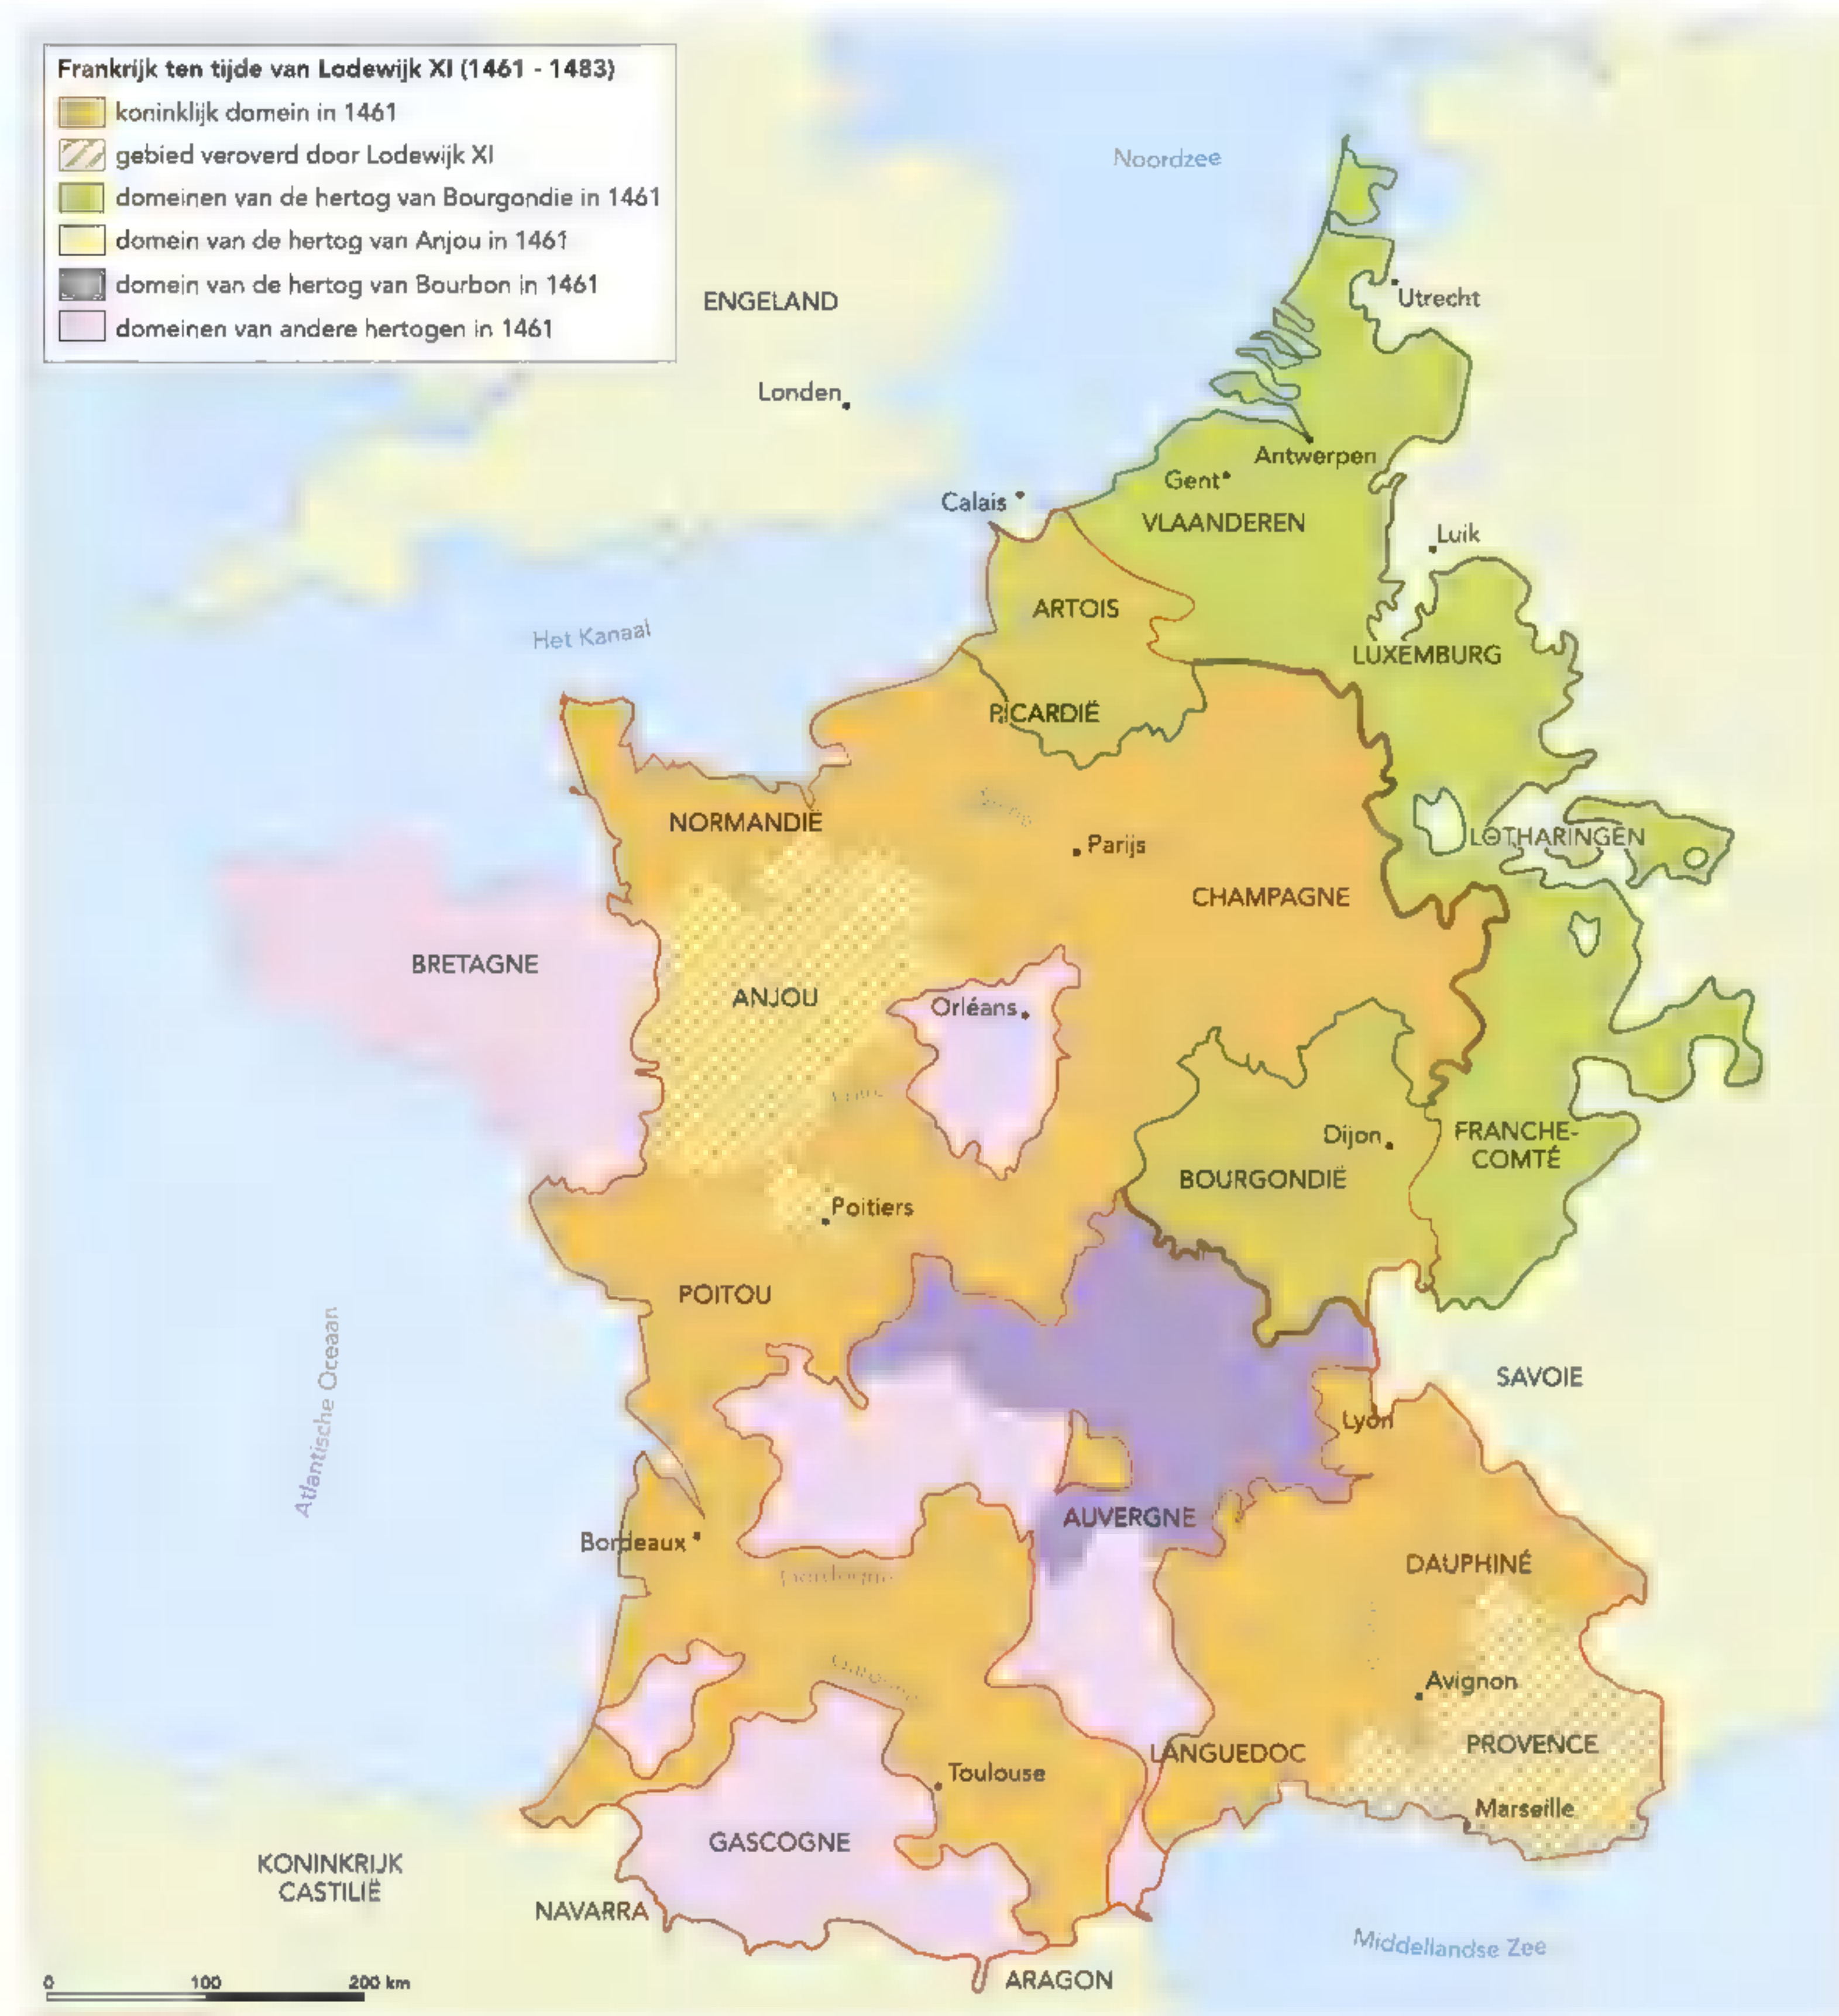 Frankrijk ten tijde van Lodewijk XI (1461 - 1483)
koninklijk domein in 1461
gebied veroverd door Lodewijk XI
domeinen van de hertog van Bourgondie in 1461
domein van de hertog van Anjou in 1461
domein van de hertog van Bourbon in 1461
domeinen van andere hertogen in 1461
Noordzee
ENGELAND
Utrecht
Londen
Antwerpen
Gent
Calais
VLAANDEREN
Luik
ARTOIS
Het Kanaal
LUXEMBURG
PICARDIË
NORMANDIË
LOTHARINGEN
Parijs
CHAMPAGNE
BRETAGNE
ANJOU
Orléans
Dijon
FRANCHE-
COMTÉ
BOURGONDIË
Poitiers
POITOU
Atlantische Oceaan
SAVOIE
Lyon
AUVERGNE
Bordeaux
DAUPHINÉ
Dordogne
Avignon
PROVENCE
LANGUEDOC
Toulouse
Marseille
GASCOGNE
KONINKRIJK
CASTILIË
NAVARRA
Middellandse Zee
ARAGON
0 100 200 km